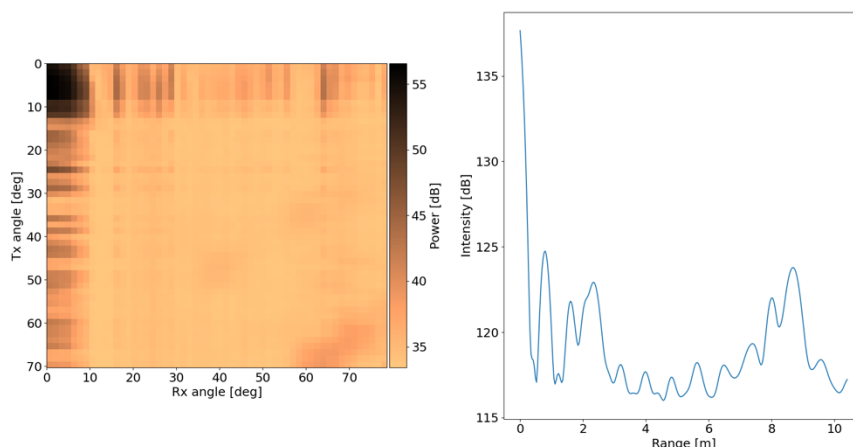 0
10
20
30
40
50
60
70
Tx angle [deg]
0 10 20 30 40 50 60 70
Rx angle [deg]
55
50
45
40
35
Power [dB]
135
130
125
120
115
Intensity [dB]
0 2 4 6 8 10
Range [m]